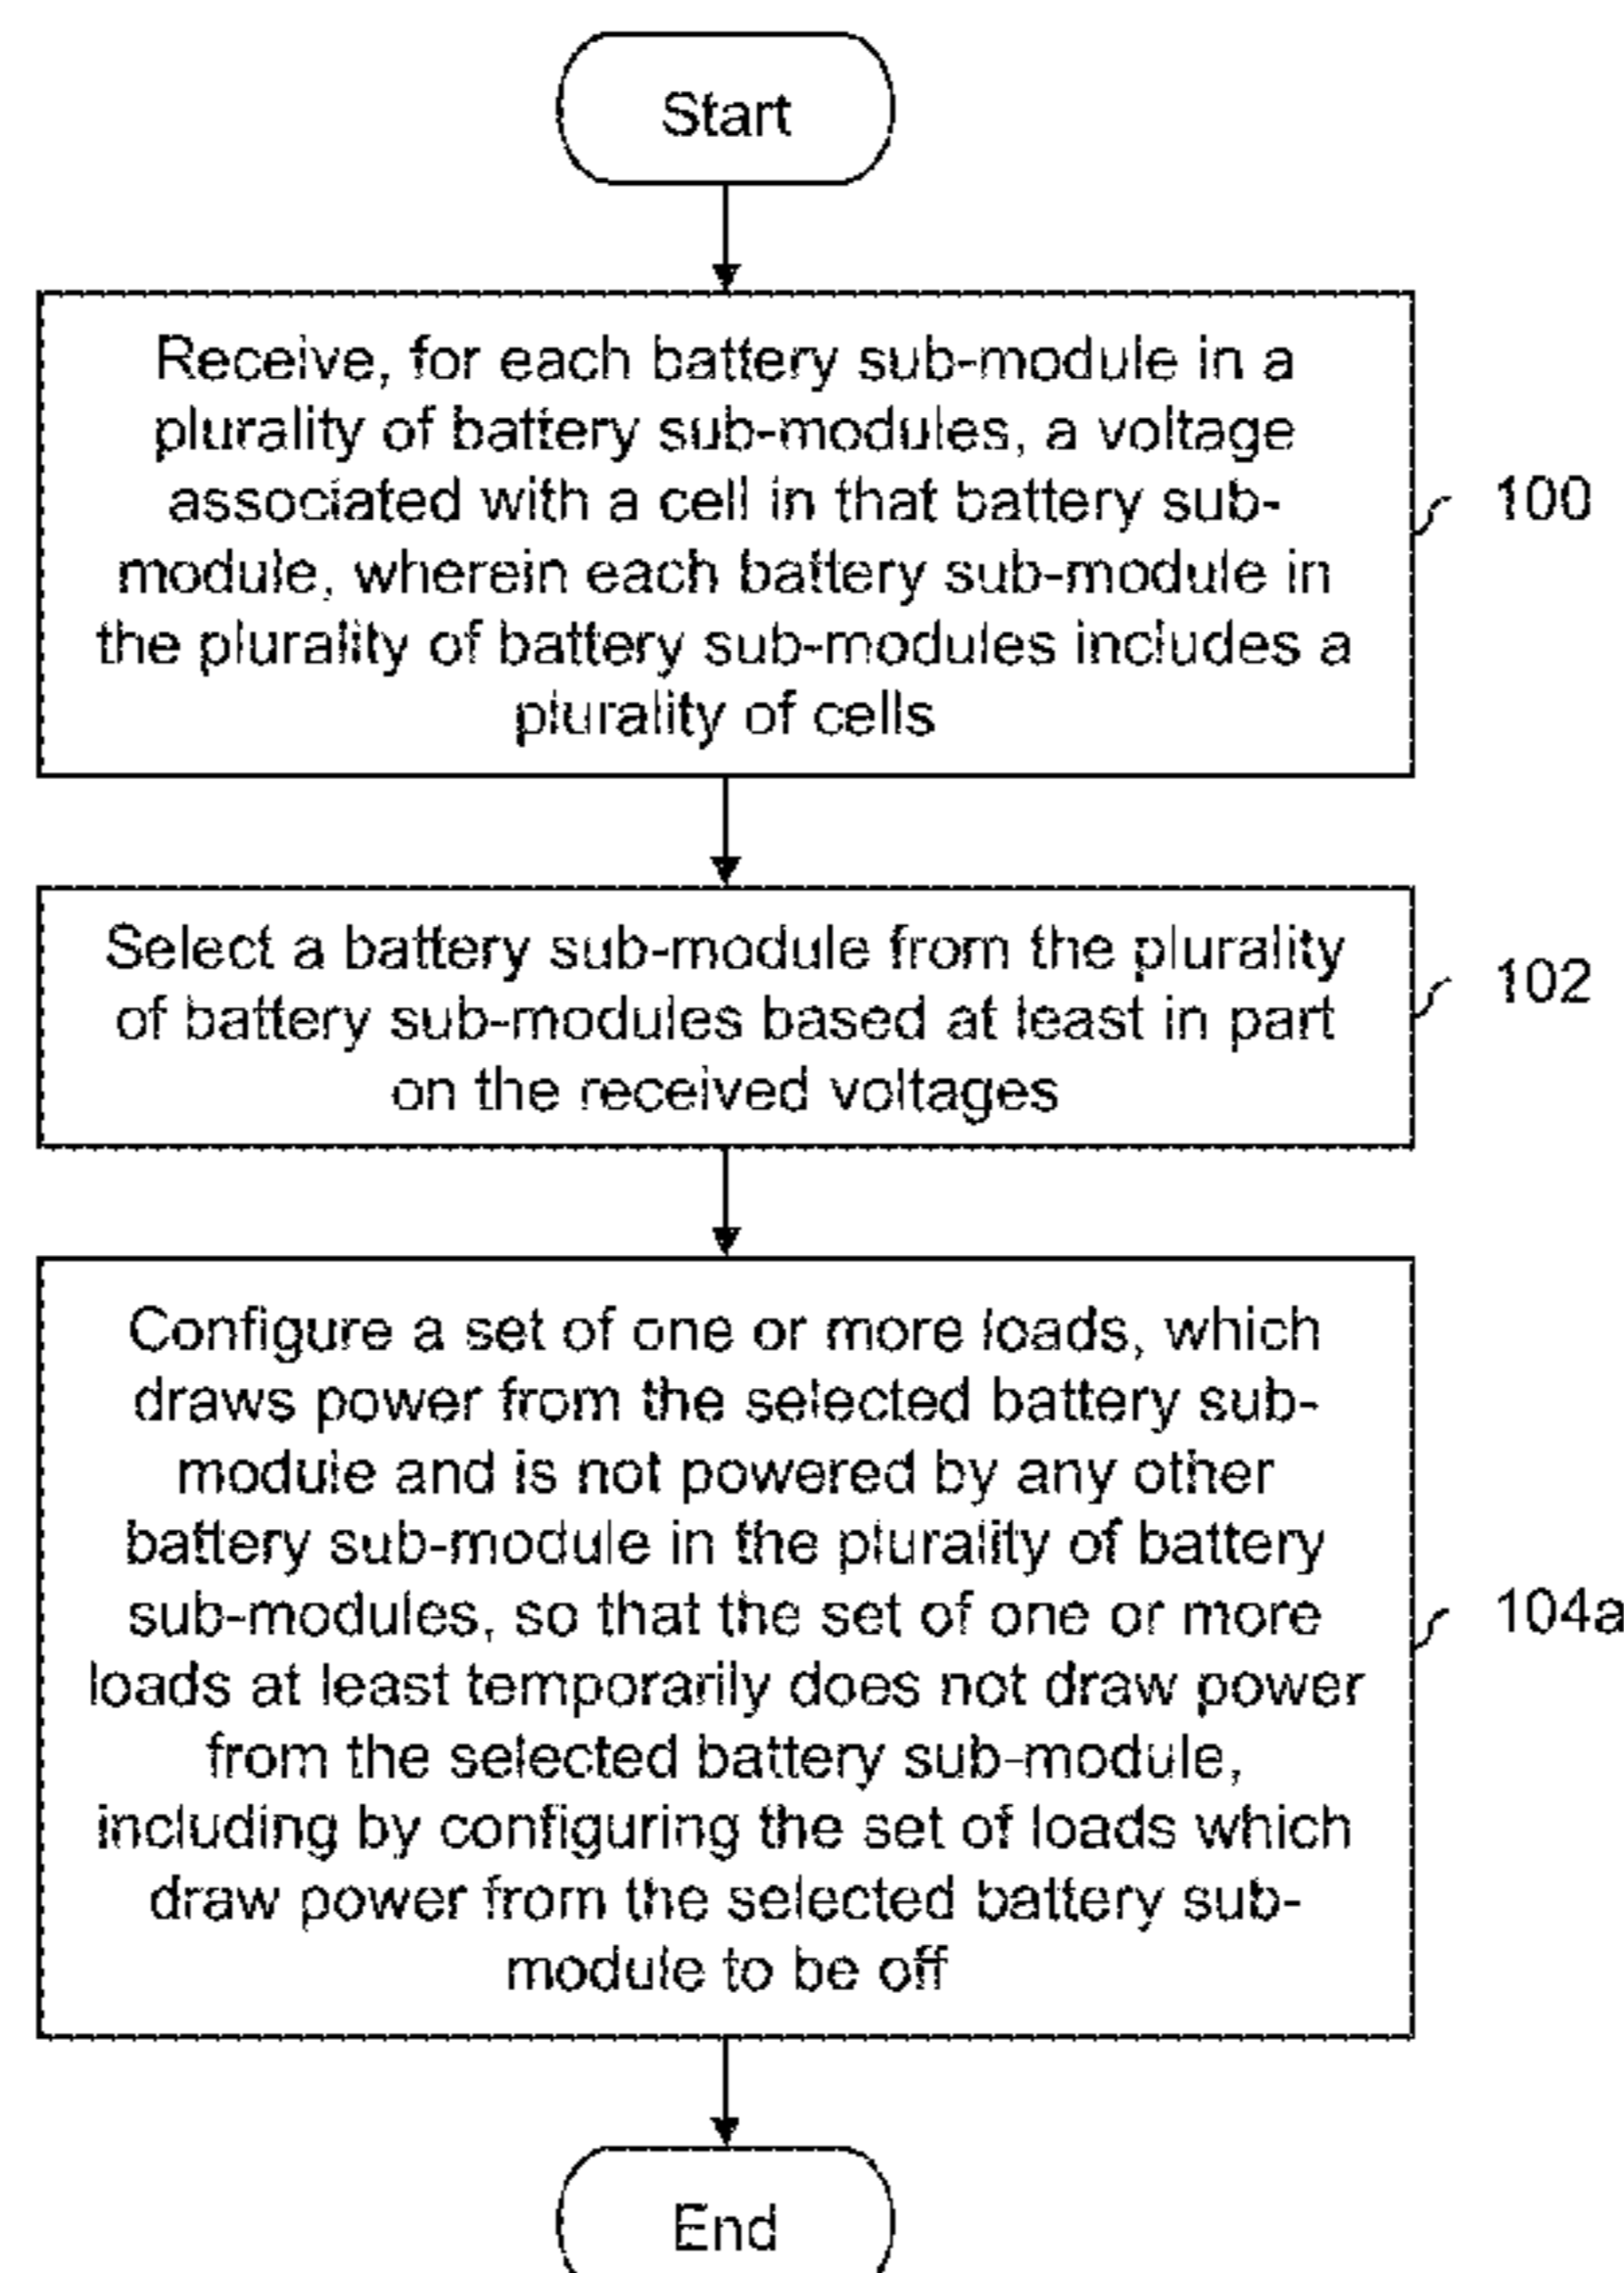 Start
Receive, for each battery sub-module in a
plurality of battery sub-modules, a voltage
associated with a cell in that battery sub-
module, wherein each battery sub-module in
the plurality of battery sub-modules includes a
plurality of cells
100
Select a battery sub-module from the plurality
of battery sub-modules based at least in part
on the received voltages
102
Configure a set of one or more loads, which
draws power from the selected battery sub-
module and is not powered by any other
battery sub-module in the plurality of battery
sub-modules, so that the set of one or more
loads at least temporarily does not draw power
from the selected battery sub-module,
including by configuring the set of loads which
draw power from the selected battery sub-
module to be off
104a
End